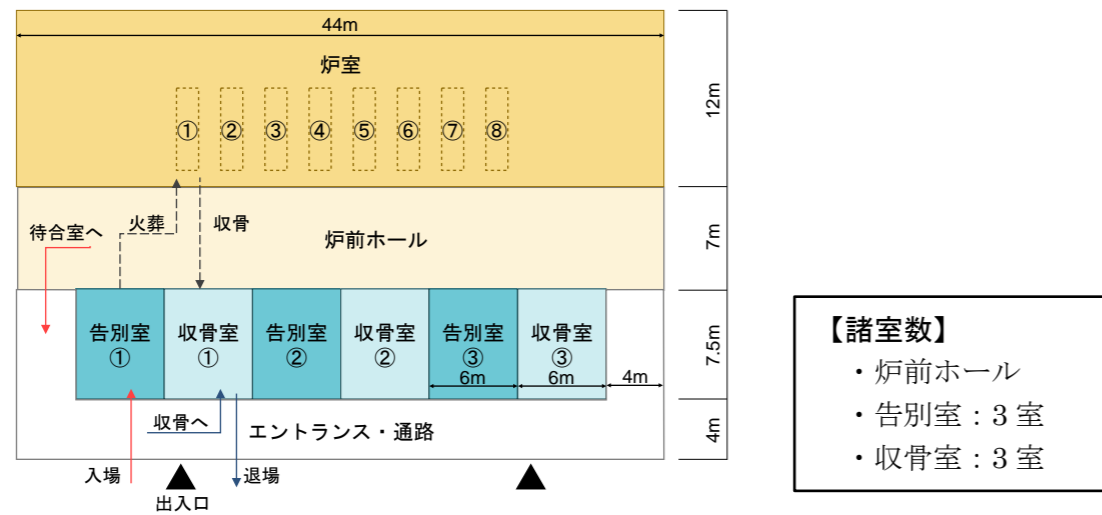 44m
炉室
① ② ③ ④ ⑤ ⑥ ⑦ ⑧
12m
待合室へ
火葬
収骨
炉前ホール
7m
告別室
①
収骨室
①
告別室
②
収骨室
②
告別室
③
収骨室
③
6m
6m
4m
7.5m
収骨へ
エントランス・通路
4m
入場
退場
出入口
【諸室数】
・炉前ホール
・告別室：3 室
・収骨室：3 室